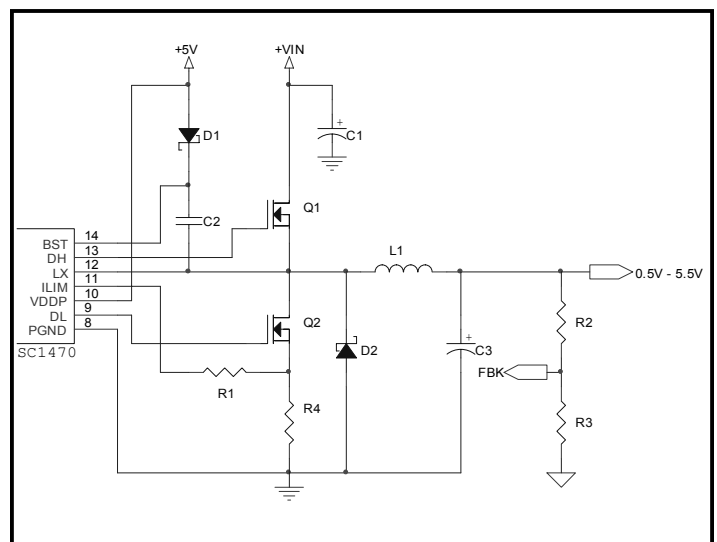 +5V
+VIN
D1
+
C1
C2
Q1
BST
14
DH
13
LX
12
ILIM
11
VDDP
10
DL
9
PGND
8
SC1470
L1
0.5V - 5.5V
Q2
D2
+
C3
R2
FBK
R1
R4
R3